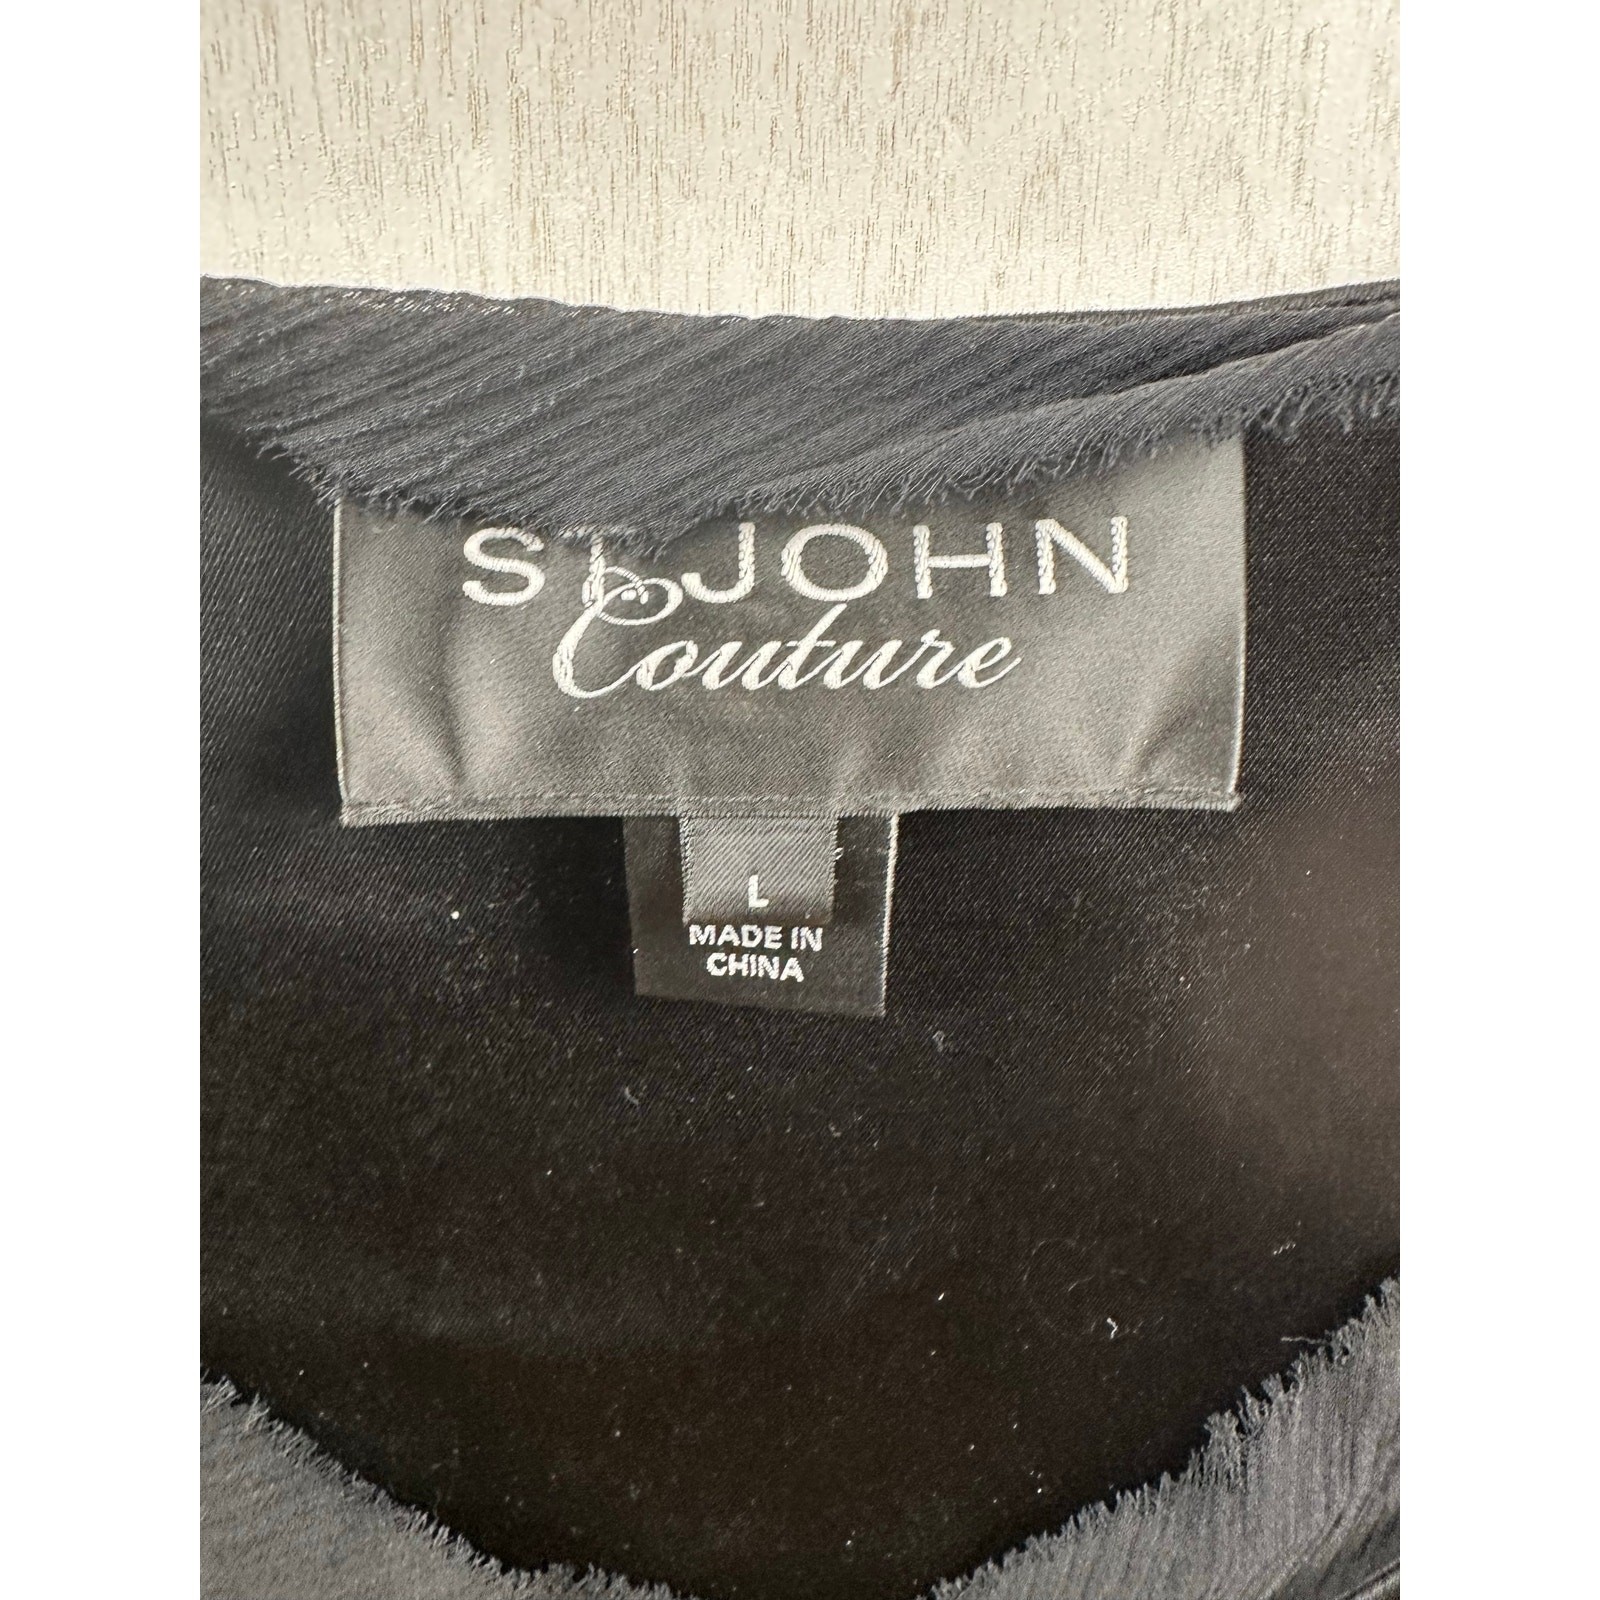 ST. JOHN
Couture
L
MADE IN
CHINA